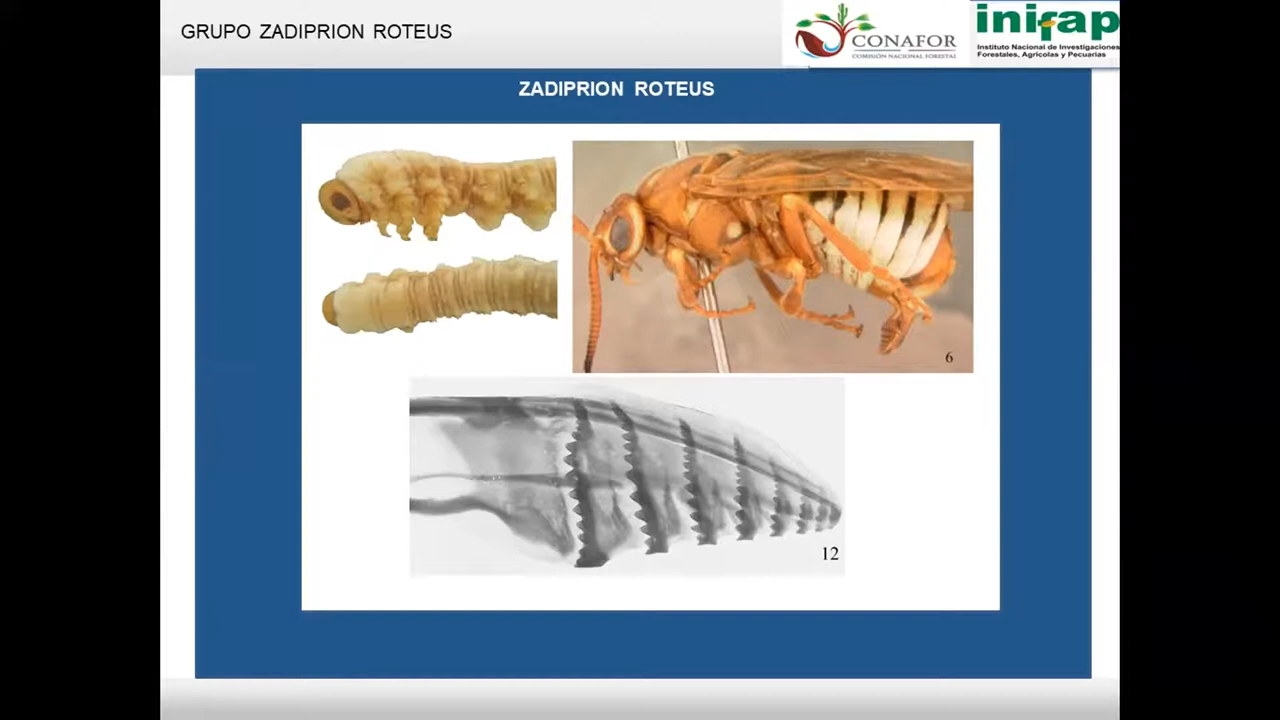 GRUPO ZADIPRION ROTEUS
CONAFOR
COMISIÓN NACIONAL FORESTAL
inifap
Instituto Nacional de Investigaciones
Forestales, Agrícolas y Pecuarias
ZADIPRION ROTEUS
6
12